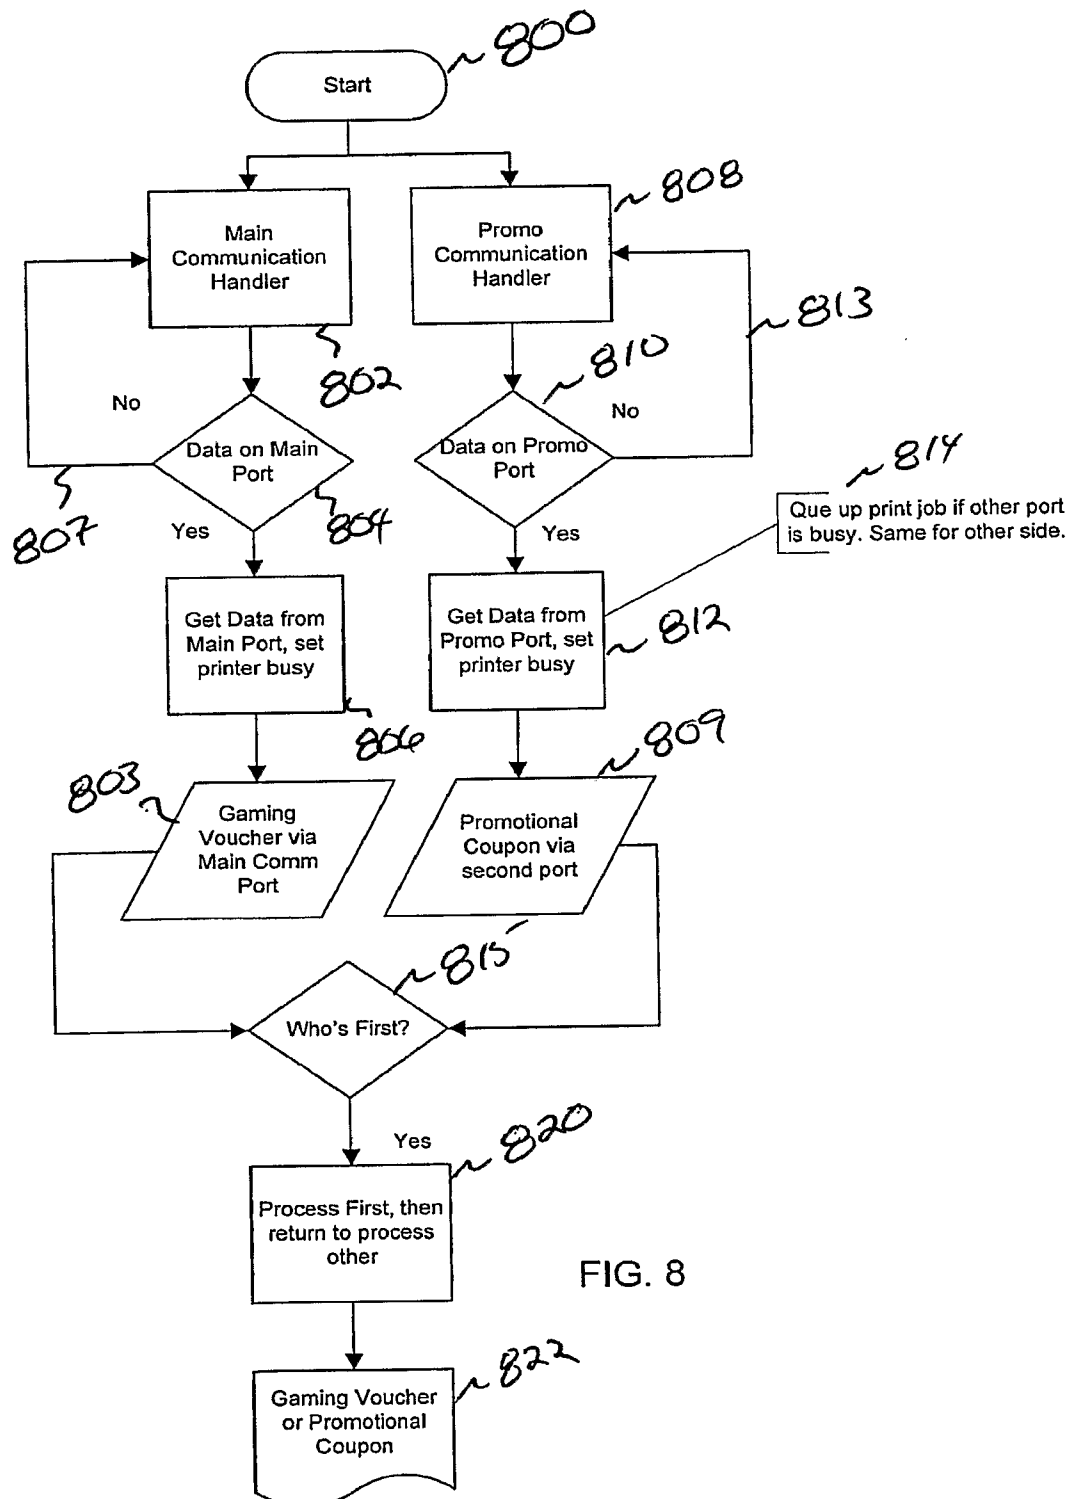 800
Start
808
Main
Communication
Handler
Promo
Communication
Handler
813
802
810
No
No
Data on Main
Port
Data on Promo
Port
814
Que up print job if other port
is busy. Same for other side.
807
804
Yes
Yes
Get Data from
Main Port, set
printer busy
Get Data from
Promo Port, set
printer busy
812
806
809
803
Gaming
Voucher via
Main Comm
Port
Promotional
Coupon via
second port
815
Who's First?
Yes
820
Process First, then
return to process
other
FIG. 8
822
Gaming Voucher
or Promotional
Coupon